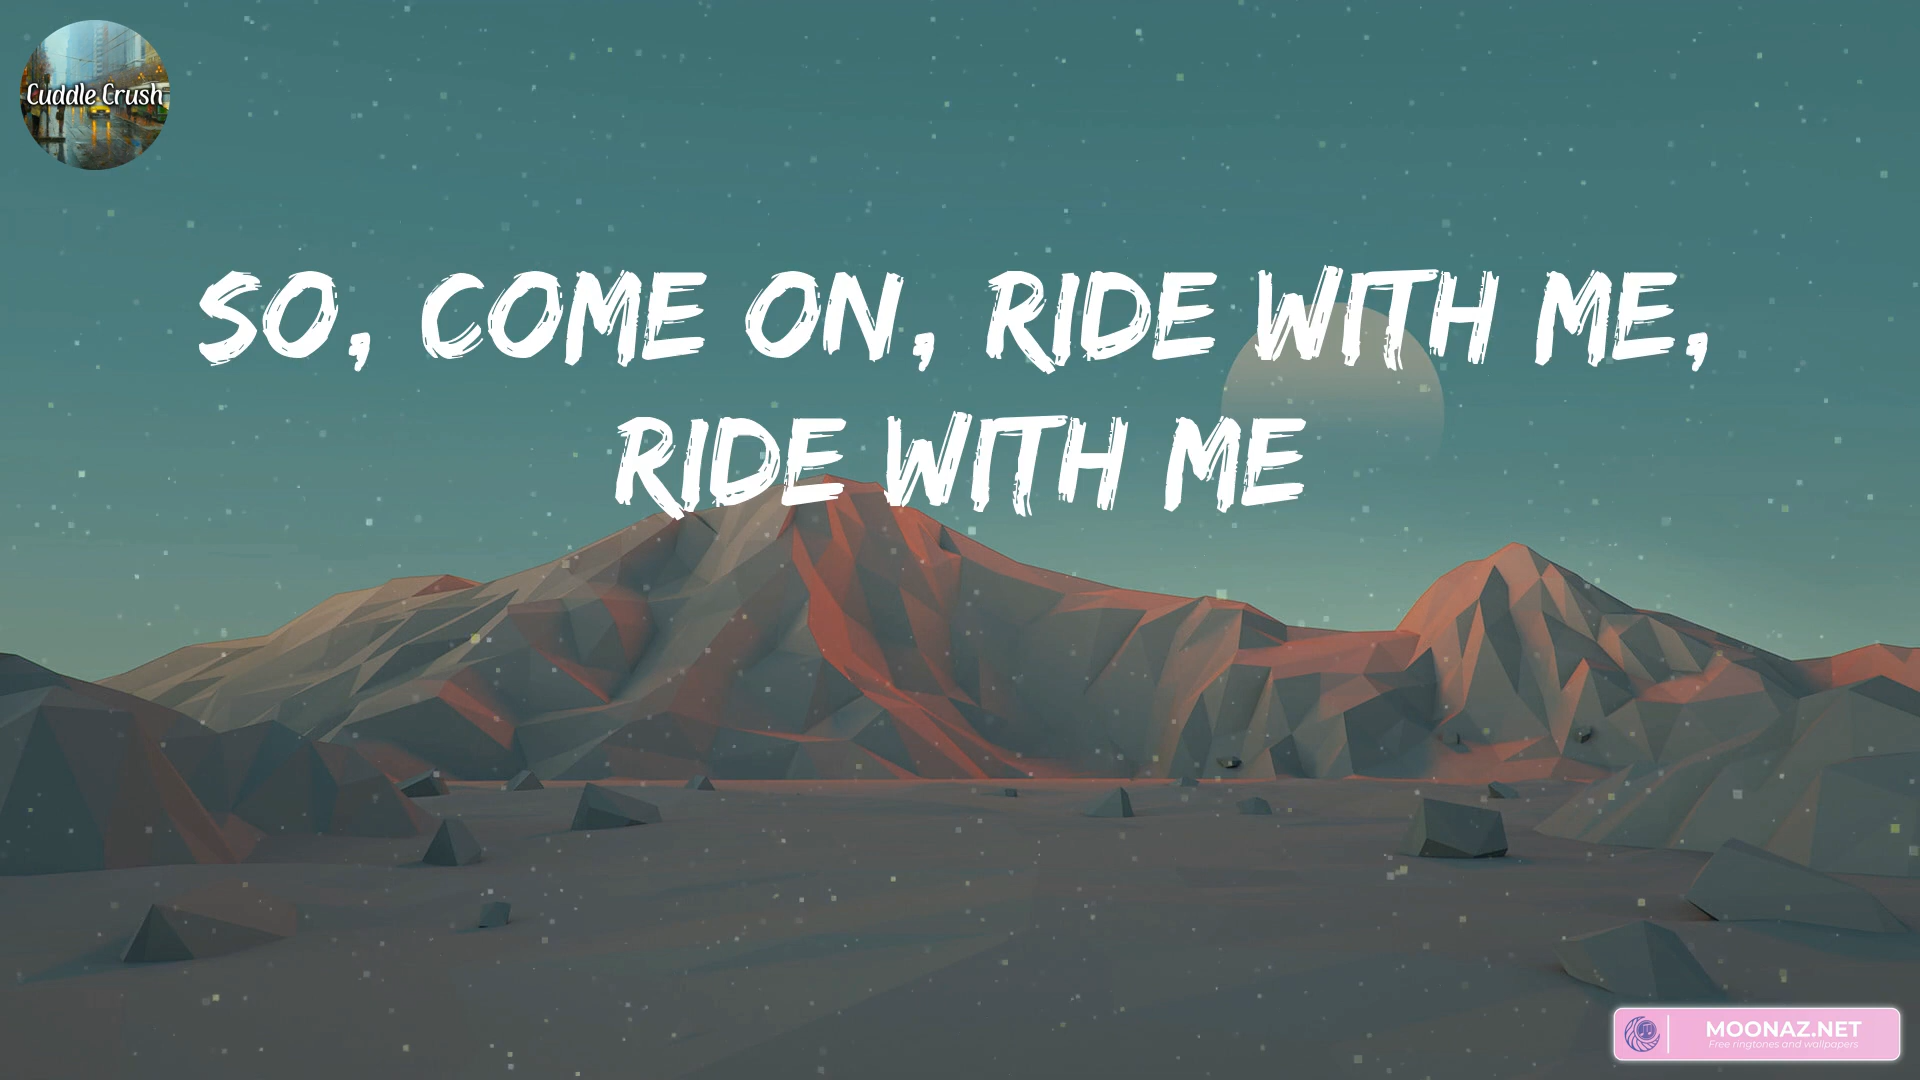 Cuddle Crush
SO, COME ON, RIDE WITH ME,
RIDE WITH ME
MOONAZ.NET
Free ringtones and wallpapers